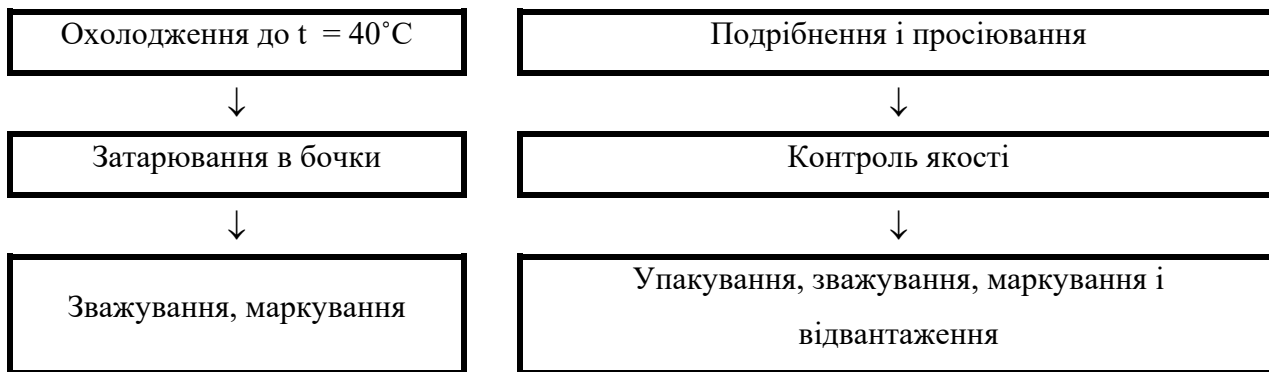 Охолодження до t = 40˚С
Подрібнення і просіювання
↓
↓
Затарювання в бочки
Контроль якості
↓
↓
Зважування, маркування
Упакування, зважування, маркування і
відвантаження